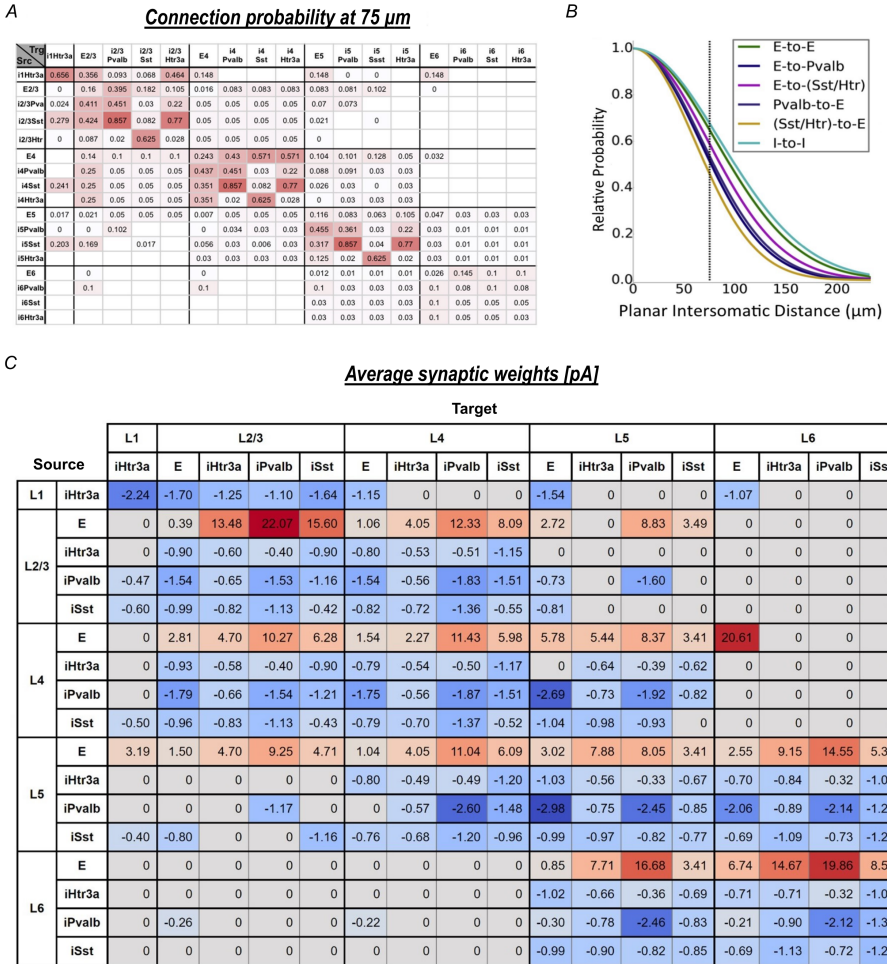 A
Connection probability at 75 µm
Trg Src i1Htr3a E2/3 i2/3 Pvalb i2/3 Sst i2/3 Htr3a E4 i4 Pvalb i4 Sst i4 Htr3a E5 i5 Pvalb i5 Ssst i5 Htr3a E6 i6 Pvalb i6 Sst i6 Htr3a
i1Htr3a 0.656 0.356 0.093 0.068 0.464 0.148 0.148 0 0 0.148
E2/3 0 0.16 0.395 0.182 0.105 0.016 0.083 0.083 0.083 0.083 0.081 0.102 0
i2/3Pva 0.024 0.411 0.451 0.03 0.22 0.05 0.05 0.05 0.05 0.07 0.073
i2/3Sst 0.279 0.424 0.857 0.082 0.77 0.05 0.05 0.05 0.05 0.021 0
i2/3Htr 0 0.087 0.02 0.625 0.028 0.05 0.05 0.05 0.05 0
E4 0.14 0.1 0.1 0.1 0.243 0.43 0.571 0.571 0.104 0.101 0.128 0.05 0.032
i4Pvalb 0.25 0.05 0.05 0.05 0.437 0.451 0.03 0.22 0.088 0.091 0.03 0.03
i4Sst 0.241 0.25 0.05 0.05 0.05 0.351 0.857 0.082 0.77 0.026 0.03 0 0.03
i4Htr3a 0.25 0.05 0.05 0.05 0.351 0.02 0.625 0.028 0 0.03 0.03 0.03
E5 0.017 0.021 0.05 0.05 0.05 0.007 0.05 0.05 0.05 0.116 0.083 0.063 0.105 0.047 0.03 0.03 0.03
i5Pvalb 0 0 0.102 0 0.034 0.03 0.03 0.455 0.361 0.03 0.22 0.03 0.01 0.01 0.01
i5Sst 0.203 0.169 0.017 0.056 0.03 0.006 0.03 0.317 0.857 0.04 0.77 0.03 0.01 0.01 0.01
i5Htr3a 0.03 0.03 0.03 0.03 0.125 0.02 0.625 0.02 0.03 0.01 0.01 0.01
E6 0 0 0.012 0.01 0.01 0.01 0.026 0.145 0.1 0.1
i6Pvalb 0.1 0.1 0.1 0.03 0.03 0.03 0.1 0.08 0.1 0.08
i6Sst 0.03 0.03 0.03 0.03 0.1 0.05 0.05 0.05
i6Htr3a 0.03 0.03 0.03 0.03 0.1 0.05 0.05 0.03
B
Relative Probability
1.0
0.8
0.6
0.4
0.2
0.0
E-to-E
E-to-Pvalb
E-to-(Sst/Htr)
Pvalb-to-E
(Sst/Htr)-to-E
I-to-I
0 50 100 150 200
Planar Intersomatic Distance (µm)
C
Average synaptic weights [pA]
Target
L1 L2/3 L4 L5 L6
Source iHtr3a E iHtr3a iPvalb iSst E iHtr3a iPvalb iSst E iHtr3a iPvalb iSst E iHtr3a iPvalb iSs
L1 iHtr3a -2.24 -1.70 -1.25 -1.10 -1.64 -1.15 0 0 0 -1.54 0 0 0 -1.07 0 0
L2/3 E 0 0.39 13.48 22.07 15.60 1.06 4.05 12.33 8.09 2.72 0 8.83 3.49 0 0 0
iHtr3a 0 -0.90 -0.60 -0.40 -0.90 -0.80 -0.53 -0.51 -1.15 0 0 0 0 0 0 0
iPvalb -0.47 -1.54 -0.65 -1.53 -1.16 -1.54 -0.56 -1.83 -1.51 -0.73 0 -1.60 0 0 0 0
iSst -0.60 -0.99 -0.82 -1.13 -0.42 -0.82 -0.72 -1.36 -0.55 -0.81 0 0 0 0 0 0
L4 E 0 2.81 4.70 10.27 6.28 1.54 2.27 11.43 5.98 5.78 5.44 8.37 3.41 20.61 0 0
iHtr3a 0 -0.93 -0.58 -0.40 -0.90 -0.79 -0.54 -0.50 -1.17 0 -0.64 -0.39 -0.62 0 0 0
iPvalb 0 -1.79 -0.66 -1.54 -1.21 -1.75 -0.56 -1.87 -1.51 -2.69 -0.73 -1.92 -0.82 0 0 0
iSst -0.50 -0.96 -0.83 -1.13 -0.43 -0.79 -0.70 -1.37 -0.52 -1.04 -0.98 -0.93 0 0 0 0
L5 E 3.19 1.50 4.70 9.25 4.71 1.04 4.05 11.04 6.09 3.02 7.88 8.05 3.41 2.55 9.15 14.55 5.3
iHtr3a 0 0 0 0 0 -0.80 -0.49 -0.49 -1.20 -1.03 -0.56 -0.33 -0.67 -0.70 -0.84 -0.32 -1.0
iPvalb 0 0 0 -1.17 0 0 -0.57 -2.60 -1.48 -2.98 -0.75 -2.45 -0.85 -2.06 -0.89 -2.14 -1.2
iSst -0.40 -0.80 0 0 -1.16 -0.76 -0.68 -1.20 -0.96 -0.99 -0.97 -0.82 -0.77 -0.69 -1.09 -0.73 -1.2
L6 E 0 0 0 0 0 0 0 0 0 0.85 7.71 16.68 3.41 6.74 14.67 19.86 8.5
iHtr3a 0 0 0 0 0 0 0 0 0 -1.02 -0.66 -0.36 -0.69 -0.71 -0.71 -0.32 -1.0
iPvalb 0 -0.26 0 0 0 -0.22 0 0 0 -0.30 -0.78 -2.46 -0.83 -0.21 -0.90 -2.12 -1.3
iSst 0 0 0 0 0 0 0 0 0 -0.99 -0.90 -0.82 -0.85 -0.69 -1.13 -0.72 -1.2